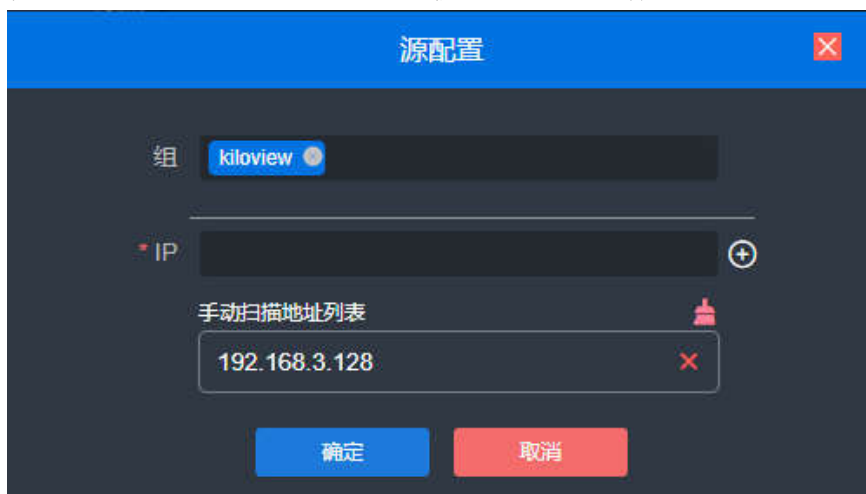 源配置
组 kiloview
* IP
手动扫描地址列表
192.168.3.128
确定 取消